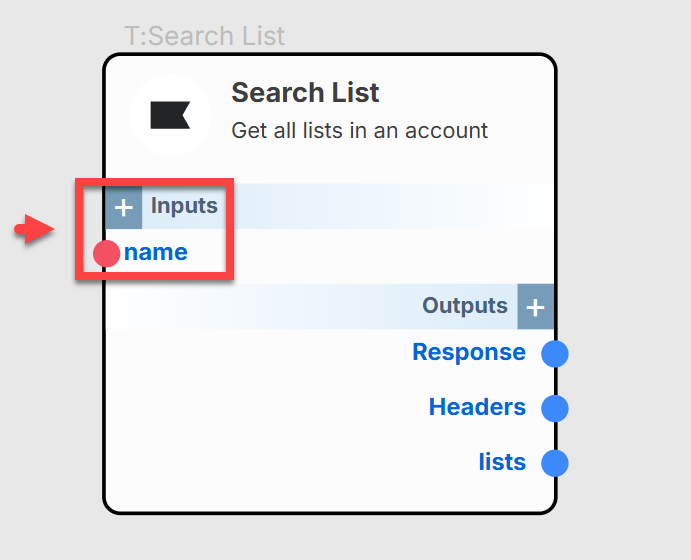 T:Search List
Search List
Get all lists in an account
+ Inputs
name
Outputs +
Response
Headers
lists